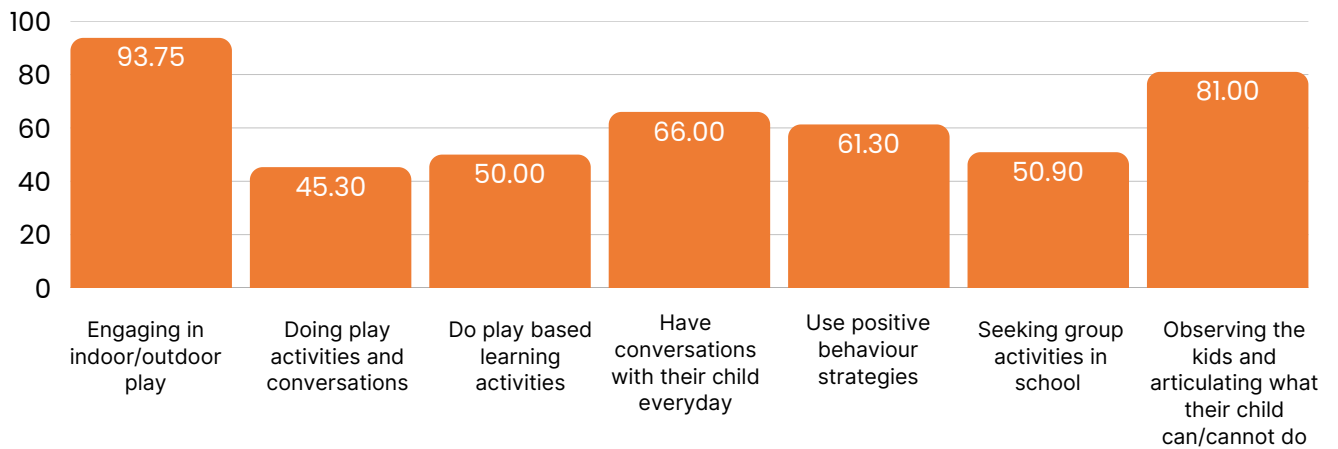 100
80
60
40
20
0
93.75
45.30
50.00
66.00
61.30
50.90
81.00
Engaging in
indoor/outdoor
play
Doing play
activities and
conversations
Do play based
learning
activities
Have
conversations
with their child
everyday
Use positive
behaviour
strategies
Seeking group
activities in
school
Observing the
kids and
articulating what
their child
can/cannot do